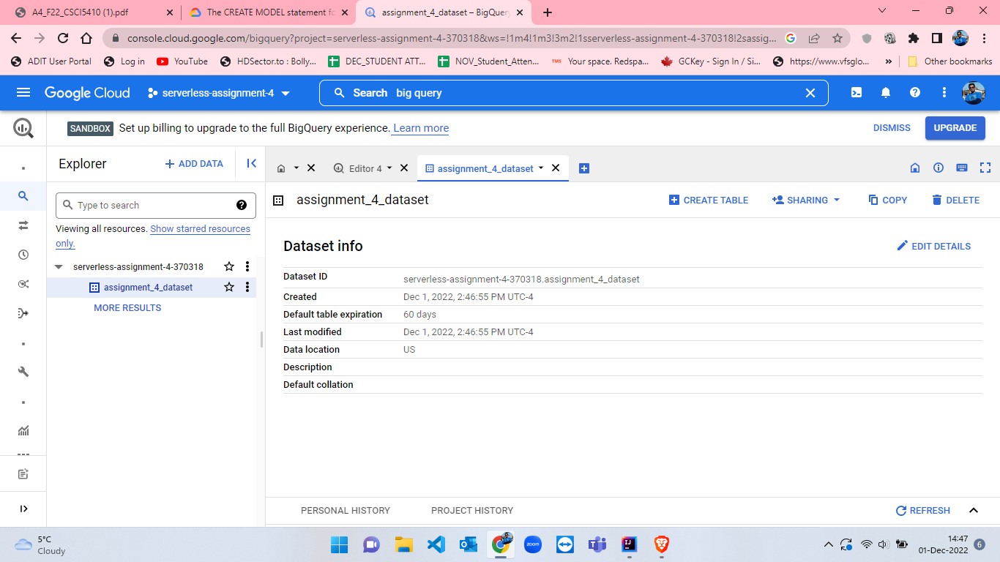 A4_F22_CSCI5410 (1).pdf
The CREATE MODEL statement fo
assignment_4_dataset – BigQuery
console.cloud.google.com/bigquery?project=serverless-assignment-4-370318&ws=!1m4!1m3!3m2!1sserverless-assignment-4-370318!2sassig...
ADIT User Portal
Log in
YouTube
HDSector.to : Bolly...
DEC_STUDENT ATT...
NOV_Student_Atten...
TMS Your space. Redspa...
GCKey - Sign In / Si...
https://www.vfsglo...
»
Other bookmarks
Google Cloud
serverless-assignment-4
Search big query
SANDBOX Set up billing to upgrade to the full BigQuery experience. Learn more
DISMISS
UPGRADE
Explorer
+ ADD DATA
Editor 4
assignment_4_dataset
Type to search
Viewing all resources. Show starred resources
only.
serverless-assignment-4-370318
assignment_4_dataset
MORE RESULTS
assignment_4_dataset
CREATE TABLE
SHARING
COPY
DELETE
Dataset info
EDIT DETAILS
Dataset ID serverless-assignment-4-370318.assignment_4_dataset
Created Dec 1, 2022, 2:46:55 PM UTC-4
Default table expiration 60 days
Last modified Dec 1, 2022, 2:46:55 PM UTC-4
Data location US
Description
Default collation
PERSONAL HISTORY
PROJECT HISTORY
REFRESH
5°C
Cloudy
zoom
14:47
01-Dec-2022
6